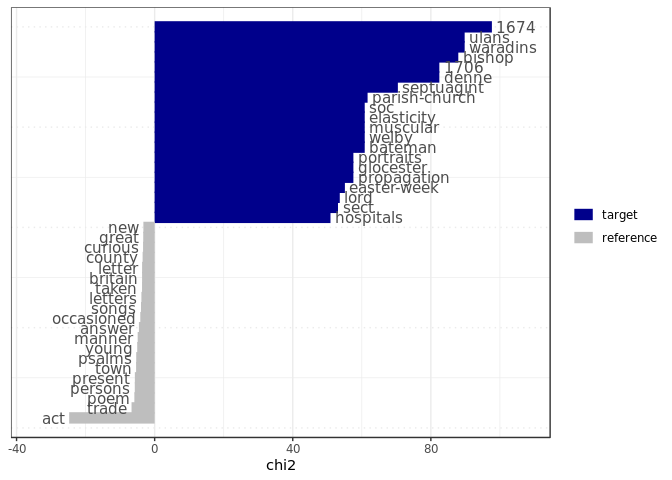 1674
ulans
waradins
bishop
1706
denne
septuagint
parish-church
soc
elasticity
muscular
welby
bateman
portraits
glocester
propagation
easter-week
lord
sect
hospitals
new
great
curious
county
letter
britain
taken
letters
songs
occasioned
answer
manner
young
psalms
town
present
persons
poem
trade
act
target
reference
-40 0 40 80
chi2